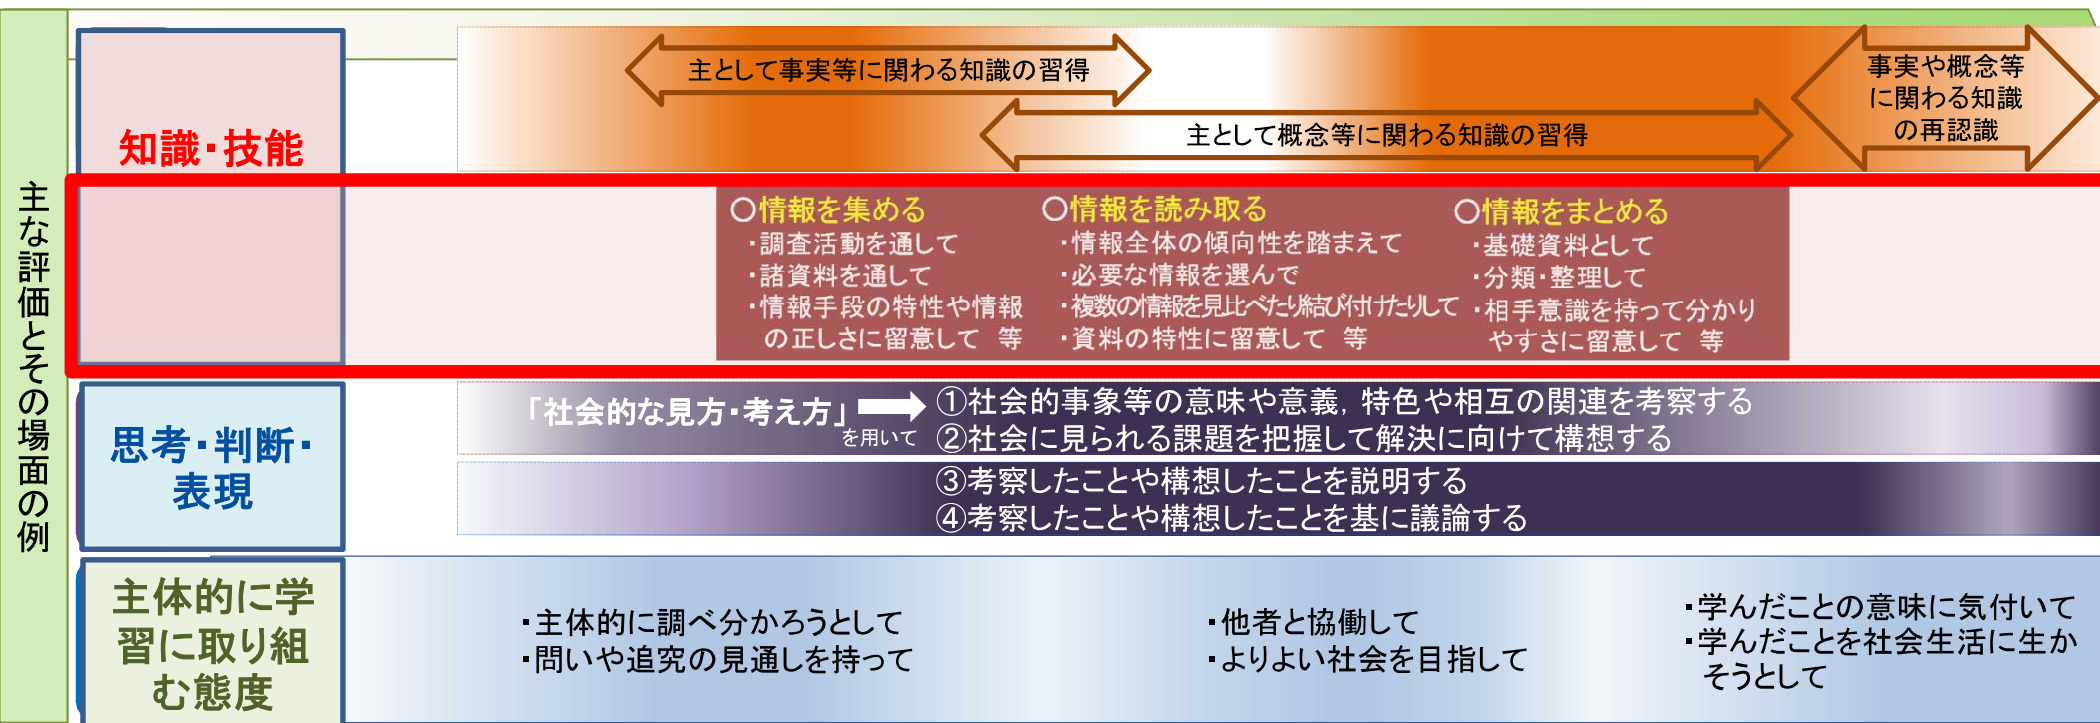 主な評価とその場面の例
知識・技能
主として事実等に関わる知識の習得
主として概念等に関わる知識の習得
事実や概念等
に関わる知識
の再認識
○情報を集める
・調査活動を通して
・諸資料を通して
・情報手段の特性や情報
の正しさに留意して 等
○情報を読み取る
・情報全体の傾向性を踏まえて
・必要な情報を選んで
・複数の情報を見比べたり結び付けたりして
・資料の特性に留意して 等
○情報をまとめる
・基礎資料として
・分類・整理して
・相手意識を持って分かり
やすさに留意して 等
思考・判断・
表現
「社会的な見方・考え方」
を用いて
①社会的事象等の意味や意義，特色や相互の関連を考察する
②社会に見られる課題を把握して解決に向けて構想する
③考察したことや構想したことを説明する
④考察したことや構想したことを基に議論する
主体的に学
習に取り組
む態度
・主体的に調べ分かろうとして
・問いや追究の見通しを持って
・他者と協働して
・よりよい社会を目指して
・学んだことの意味に気付いて
・学んだことを社会生活に生か
そうとして